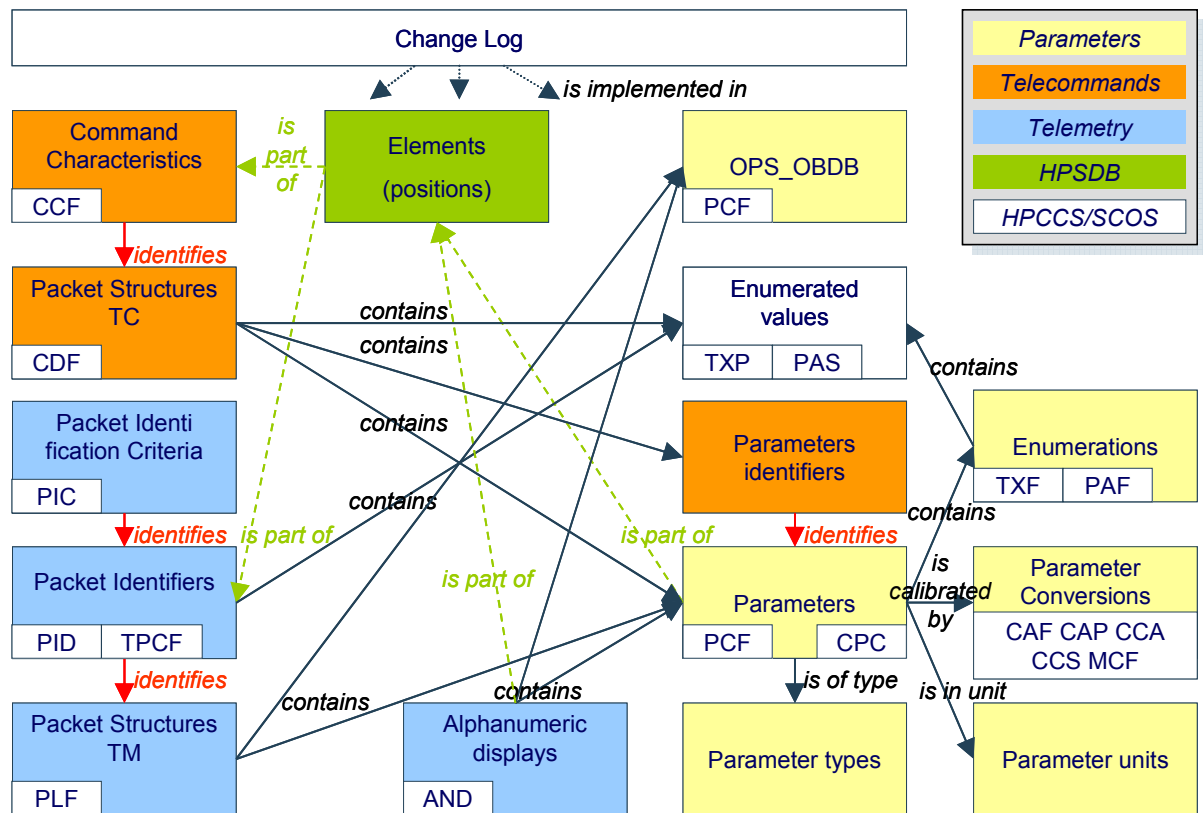 Change Log
is implemented in
Parameters
Telecommands
Telemetry
HPSDB
HPCCS/SCOS
Command
Characteristics
CCF
is
part
of
Elements
(positions)
OPS_OBDB
PCF
identifies
Packet Structures
TC
CDF
contains
contains
contains
contains
Enumerated
values
TXP
PAS
contains
Enumerations
TXF
PAF
Packet Identi
fication Criteria
PIC
Parameters
identifiers
contains
identifies
is part of
is part of
identifies
Packet Identifiers
PID
TPCF
is part of
Parameters
PCF
CPC
is
calibrated
by
Parameter
Conversions
CAF CAP CCA
CCS MCF
identifies
is of type
is in unit
contains
contains
Packet Structures
TM
PLF
Alphanumeric
displays
AND
Parameter types
Parameter units